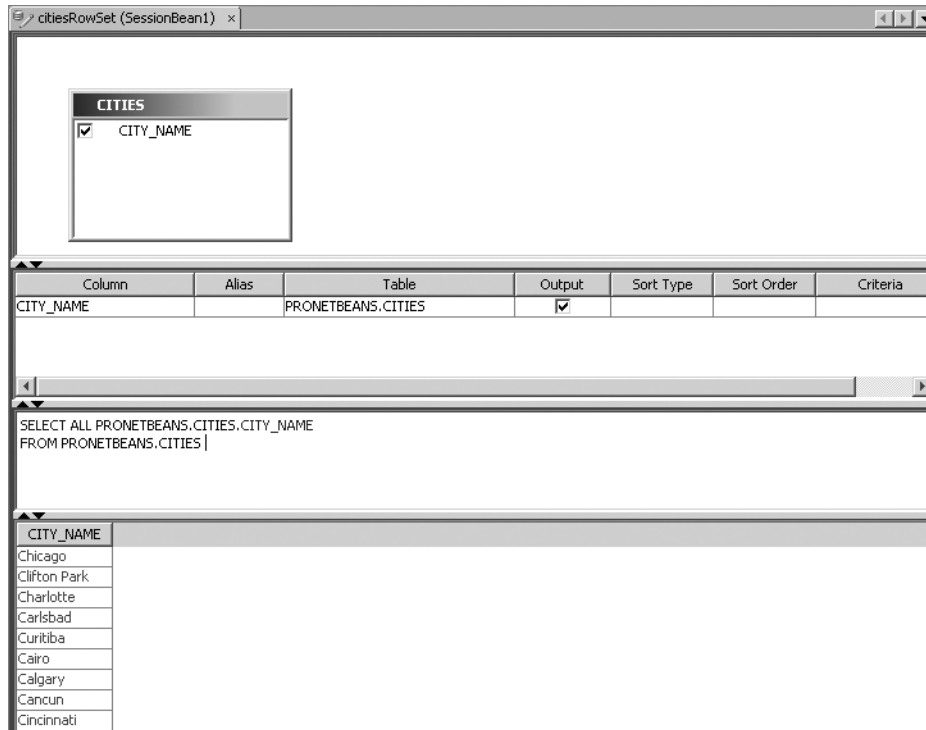 citiesRowSet (SessionBean1) ×
CITIES
CITY_NAME
Column Alias Table Output Sort Type Sort Order Criteria
CITY_NAME PRONETBEANS.CITIES
SELECT ALL PRONETBEANS.CITIES.CITY_NAME
FROM PRONETBEANS.CITIES
CITY_NAME
Chicago
Clifton Park
Charlotte
Carlsbad
Curitiba
Cairo
Calgary
Cancun
Cincinnati